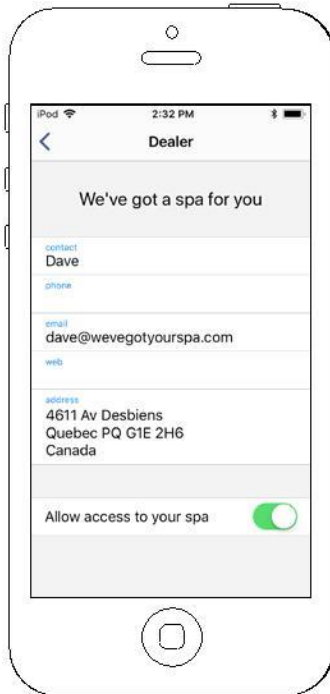 iPod 2:32 PM
Dealer
We've got a spa for you
contact
Dave
phone
email
dave@wevegotyourspa.com
web
address
4611 Av Desbiens
Quebec PQ G1E 2H6
Canada
Allow access to your spa